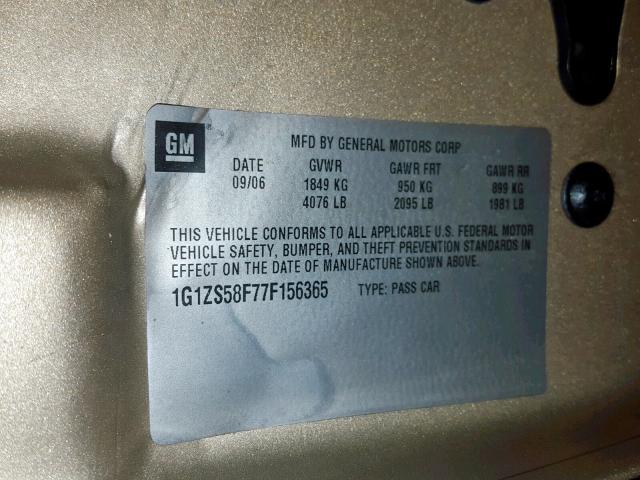 GM
MFD BY GENERAL MOTORS CORP
DATE GVWR GAWR FRT GAWR RR
09/06 1849 KG 950 KG 899 KG
4076 LB 2095 LB 1981 LB
THIS VEHICLE CONFORMS TO ALL APPLICABLE U.S. FEDERAL MOTOR
VEHICLE SAFETY, BUMPER, AND THEFT PREVENTION STANDARDS IN
EFFECT ON THE DATE OF MANUFACTURE SHOWN ABOVE.
1G1ZS58F77F156365 TYPE: PASS CAR